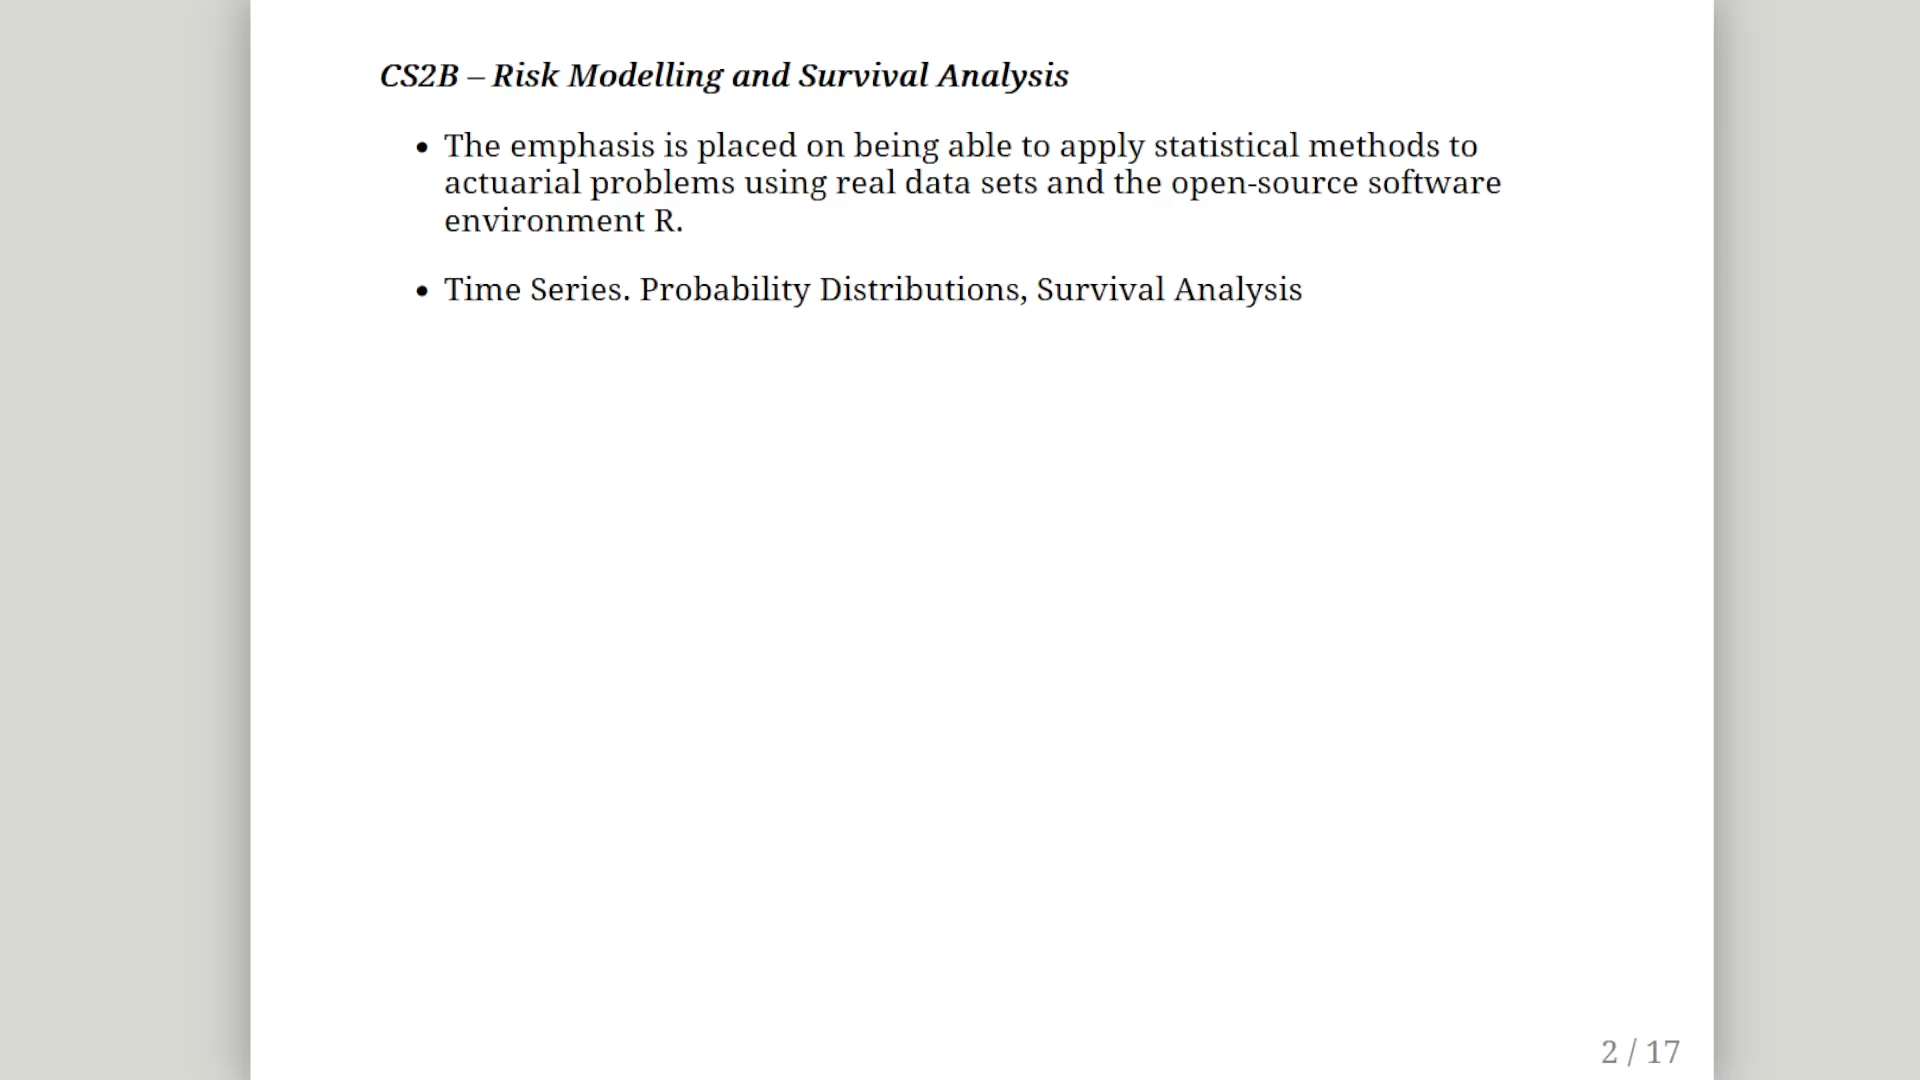 CS2B – Risk Modelling and Survival Analysis
• The emphasis is placed on being able to apply statistical methods to
actuarial problems using real data sets and the open-source software
environment R.
• Time Series. Probability Distributions, Survival Analysis
2 / 17